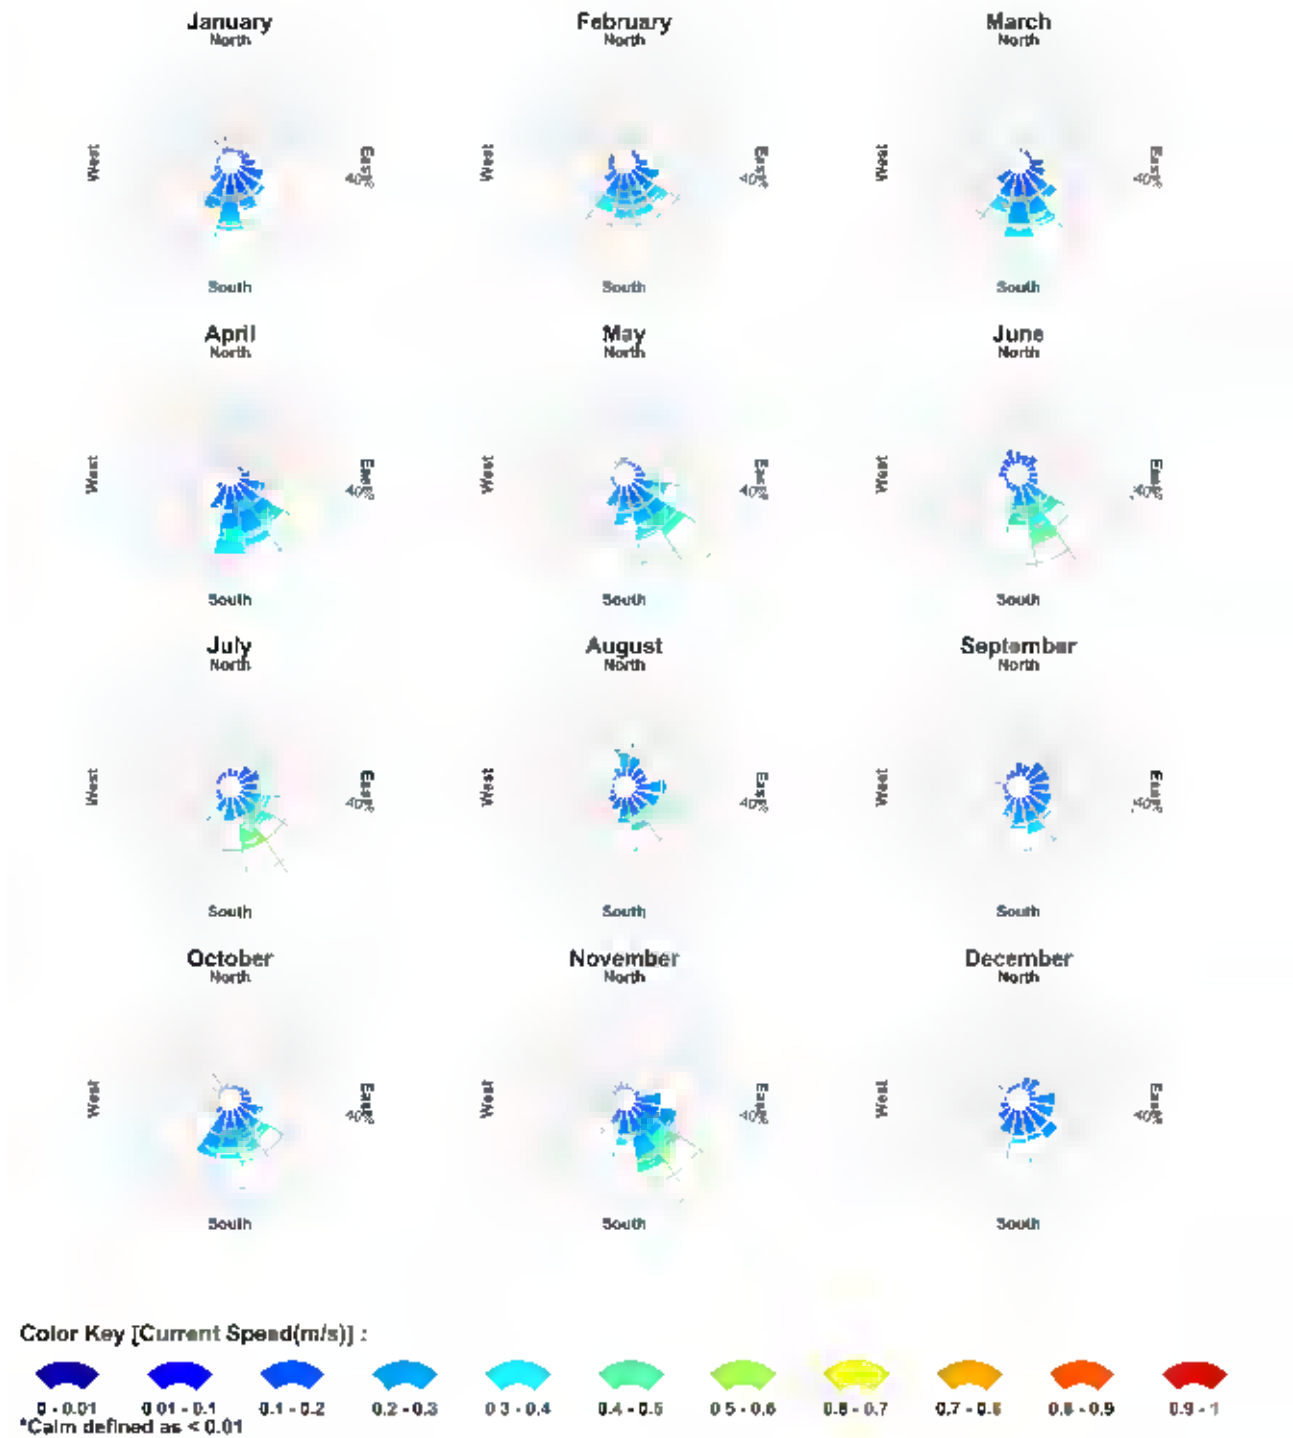 January February March
North North North
West East West East West East
40% 40% 40%
South South South
April May June
North North North
West East West East West East
40% 40% 40%
South South South
July August September
North North North
West East West East West East
40% 40% 40%
South South South
October November December
North North North
West East West East West East
40% 40% 40%
South South South
Color Key [Current Speed(m/s)] :
0 - 0.01 0.01 - 0.1 0.1 - 0.2 0.2 - 0.3 0.3 - 0.4 0.4 - 0.5 0.5 - 0.6 0.6 - 0.7 0.7 - 0.8 0.8 - 0.9 0.9 - 1
*Calm defined as < 0.01